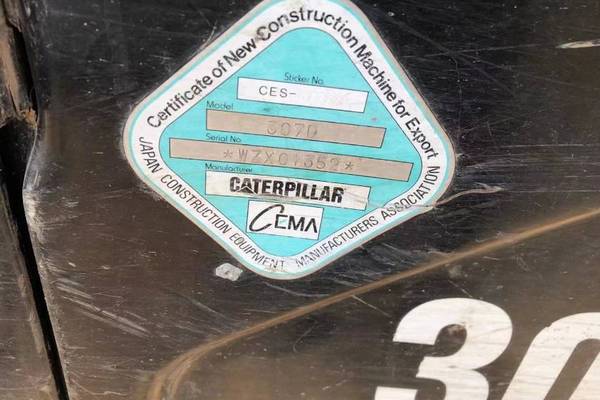 Certificate of New Construction Machine for Export
Sticker No.
CES-
Model
307D
Serial No.
*WZX01352*
Manufacturer
CATERPILLAR
CEMA
JAPAN CONSTRUCTION EQUIPMENT MANUFACTURERS ASSOCIATION
30